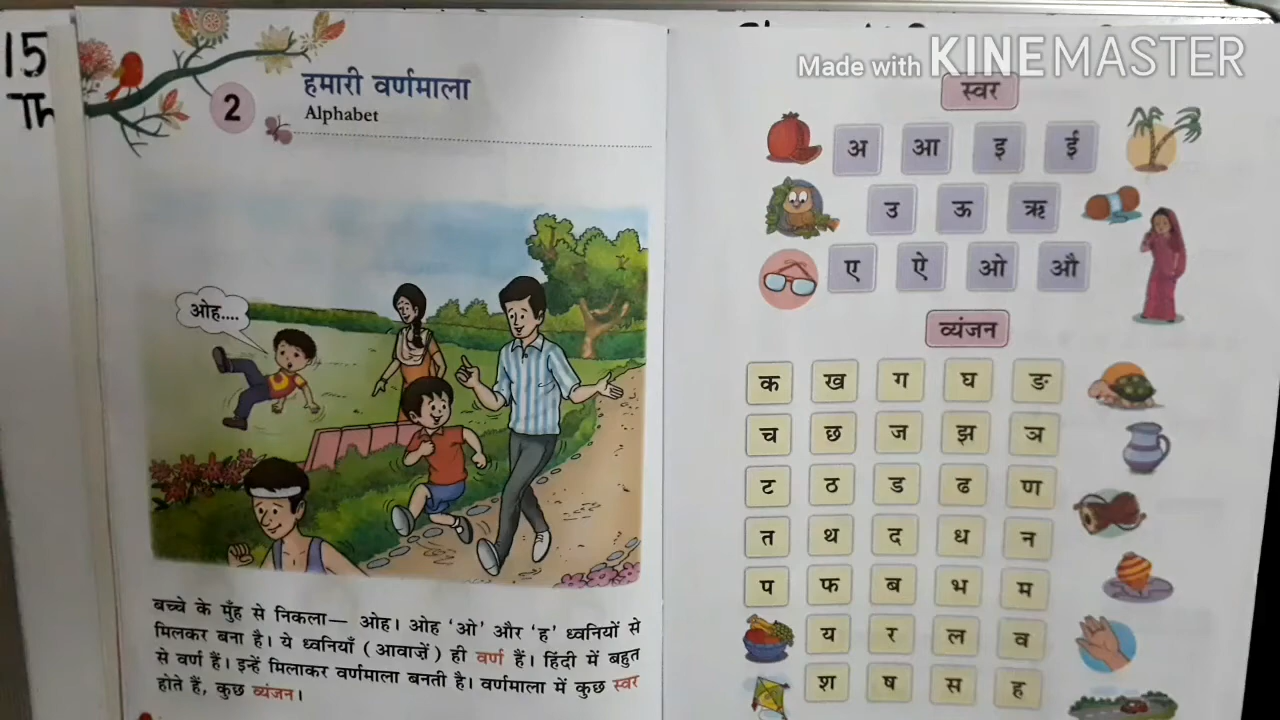 15
Th
2
हमारी वर्णमाला
Alphabet
ओह....
बच्चे के मुँह से निकला— ओह। ओह ‘ओ’ और ‘ह’ ध्वनियों से
मिलकर बना है। ये ध्वनियाँ (आवाज़ें) ही वर्ण हैं। हिंदी में बहुत
से वर्ण हैं। इन्हें मिलाकर वर्णमाला बनती है। वर्णमाला में कुछ स्वर
होते हैं, कुछ व्यंजन।
Made with KINEMASTER
स्वर
अ आ इ ई
उ ऊ ऋ
ए ऐ ओ औ
व्यंजन
क ख ग घ ङ
च छ ज झ ञ
ट ठ ड ढ ण
त थ द ध न
प फ ब भ म
य र ल व
श ष स ह